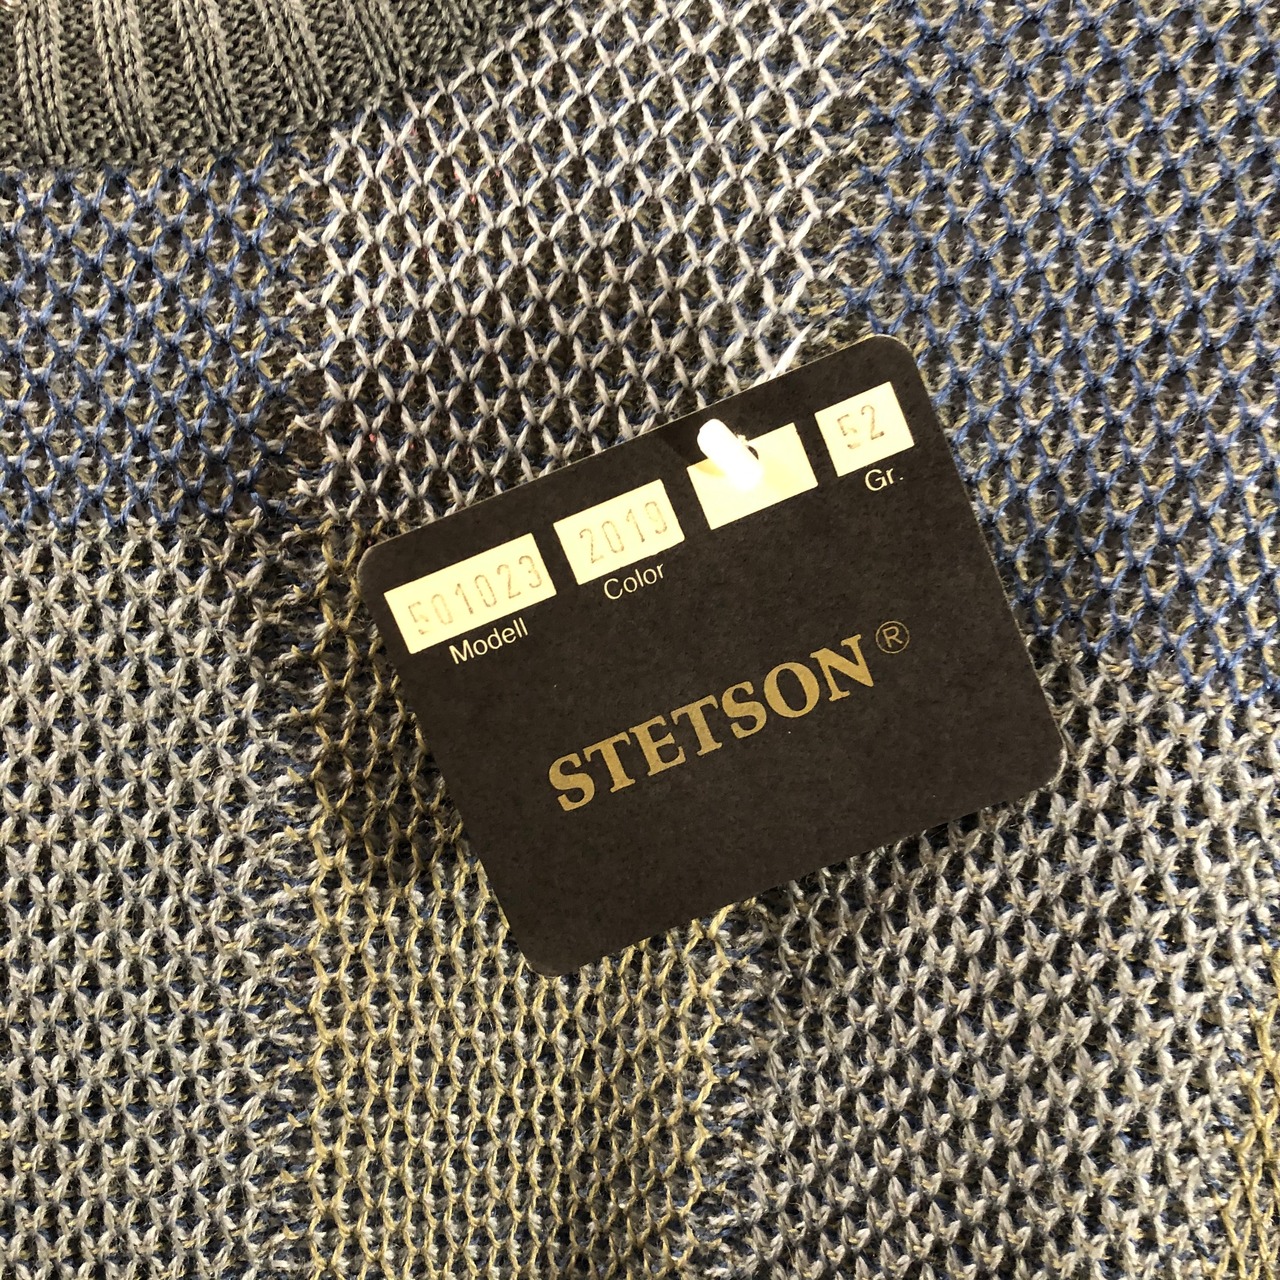 501023 2019 52
Modell Color Gr.
STETSON®